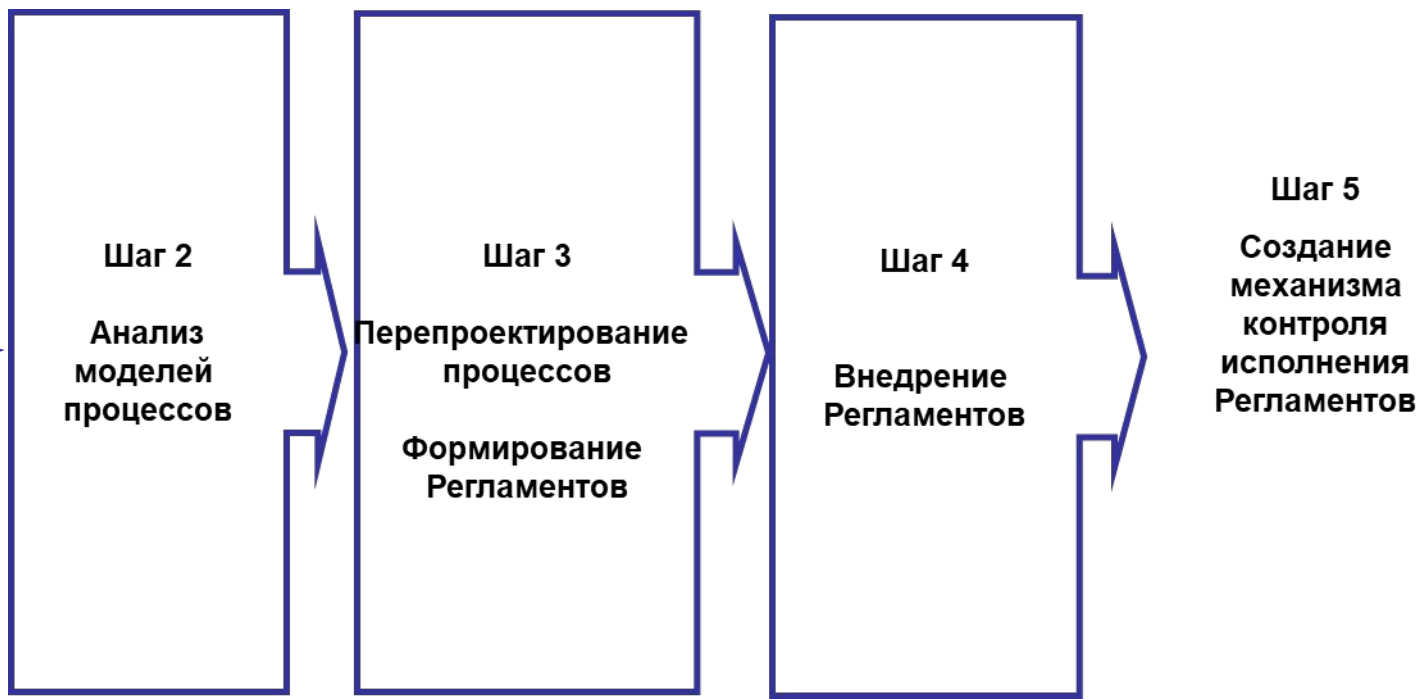 Шаг 2
Анализ
моделей
процессов
Шаг 3
Перепроектирование
процессов
Формирование
Регламентов
Шаг 4
Внедрение
Регламентов
Шаг 5
Создание
механизма
контроля
исполнения
Регламентов